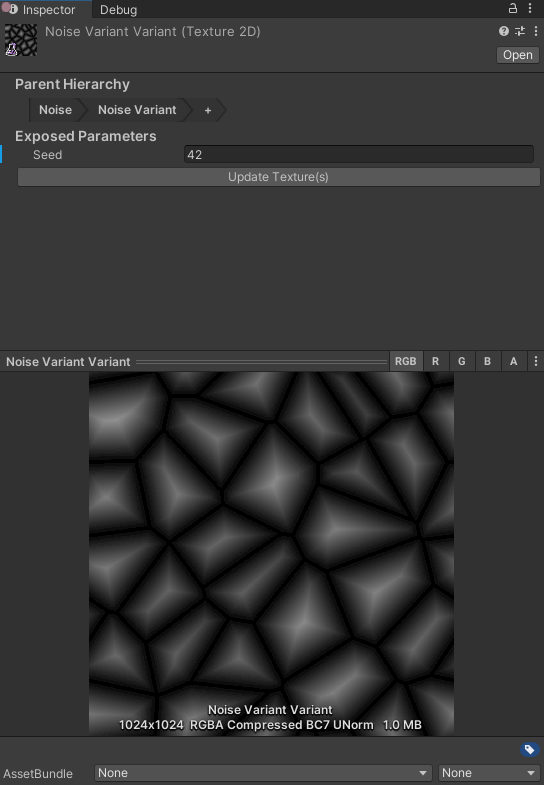 Inspector Debug
Noise Variant Variant (Texture 2D)
Open
Parent Hierarchy
Noise Noise Variant +
Exposed Parameters
Seed 42
Update Texture(s)
Noise Variant Variant RGB R G B A
Noise Variant Variant
1024x1024 RGBA Compressed BC7 UNorm 1.0 MB
AssetBundle None None